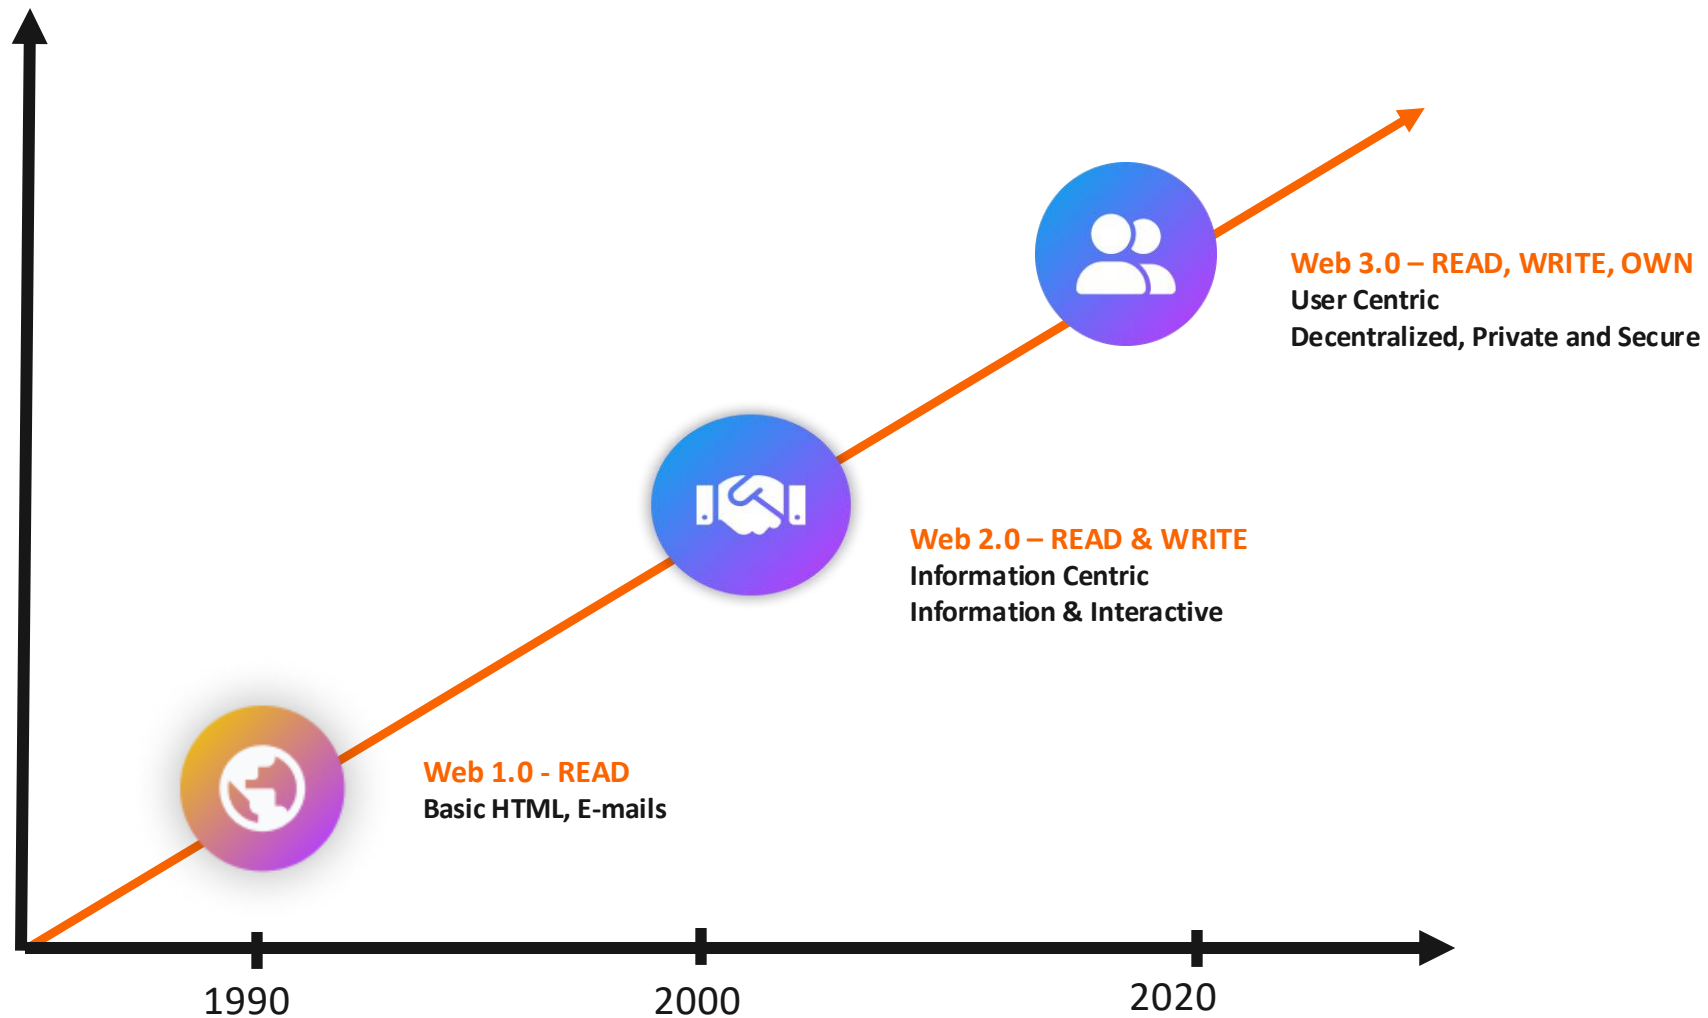 Web 3.0 – READ, WRITE, OWN
User Centric
Decentralized, Private and Secure
Web 2.0 – READ & WRITE
Information Centric
Information & Interactive
Web 1.0 - READ
Basic HTML, E-mails
1990
2000
2020